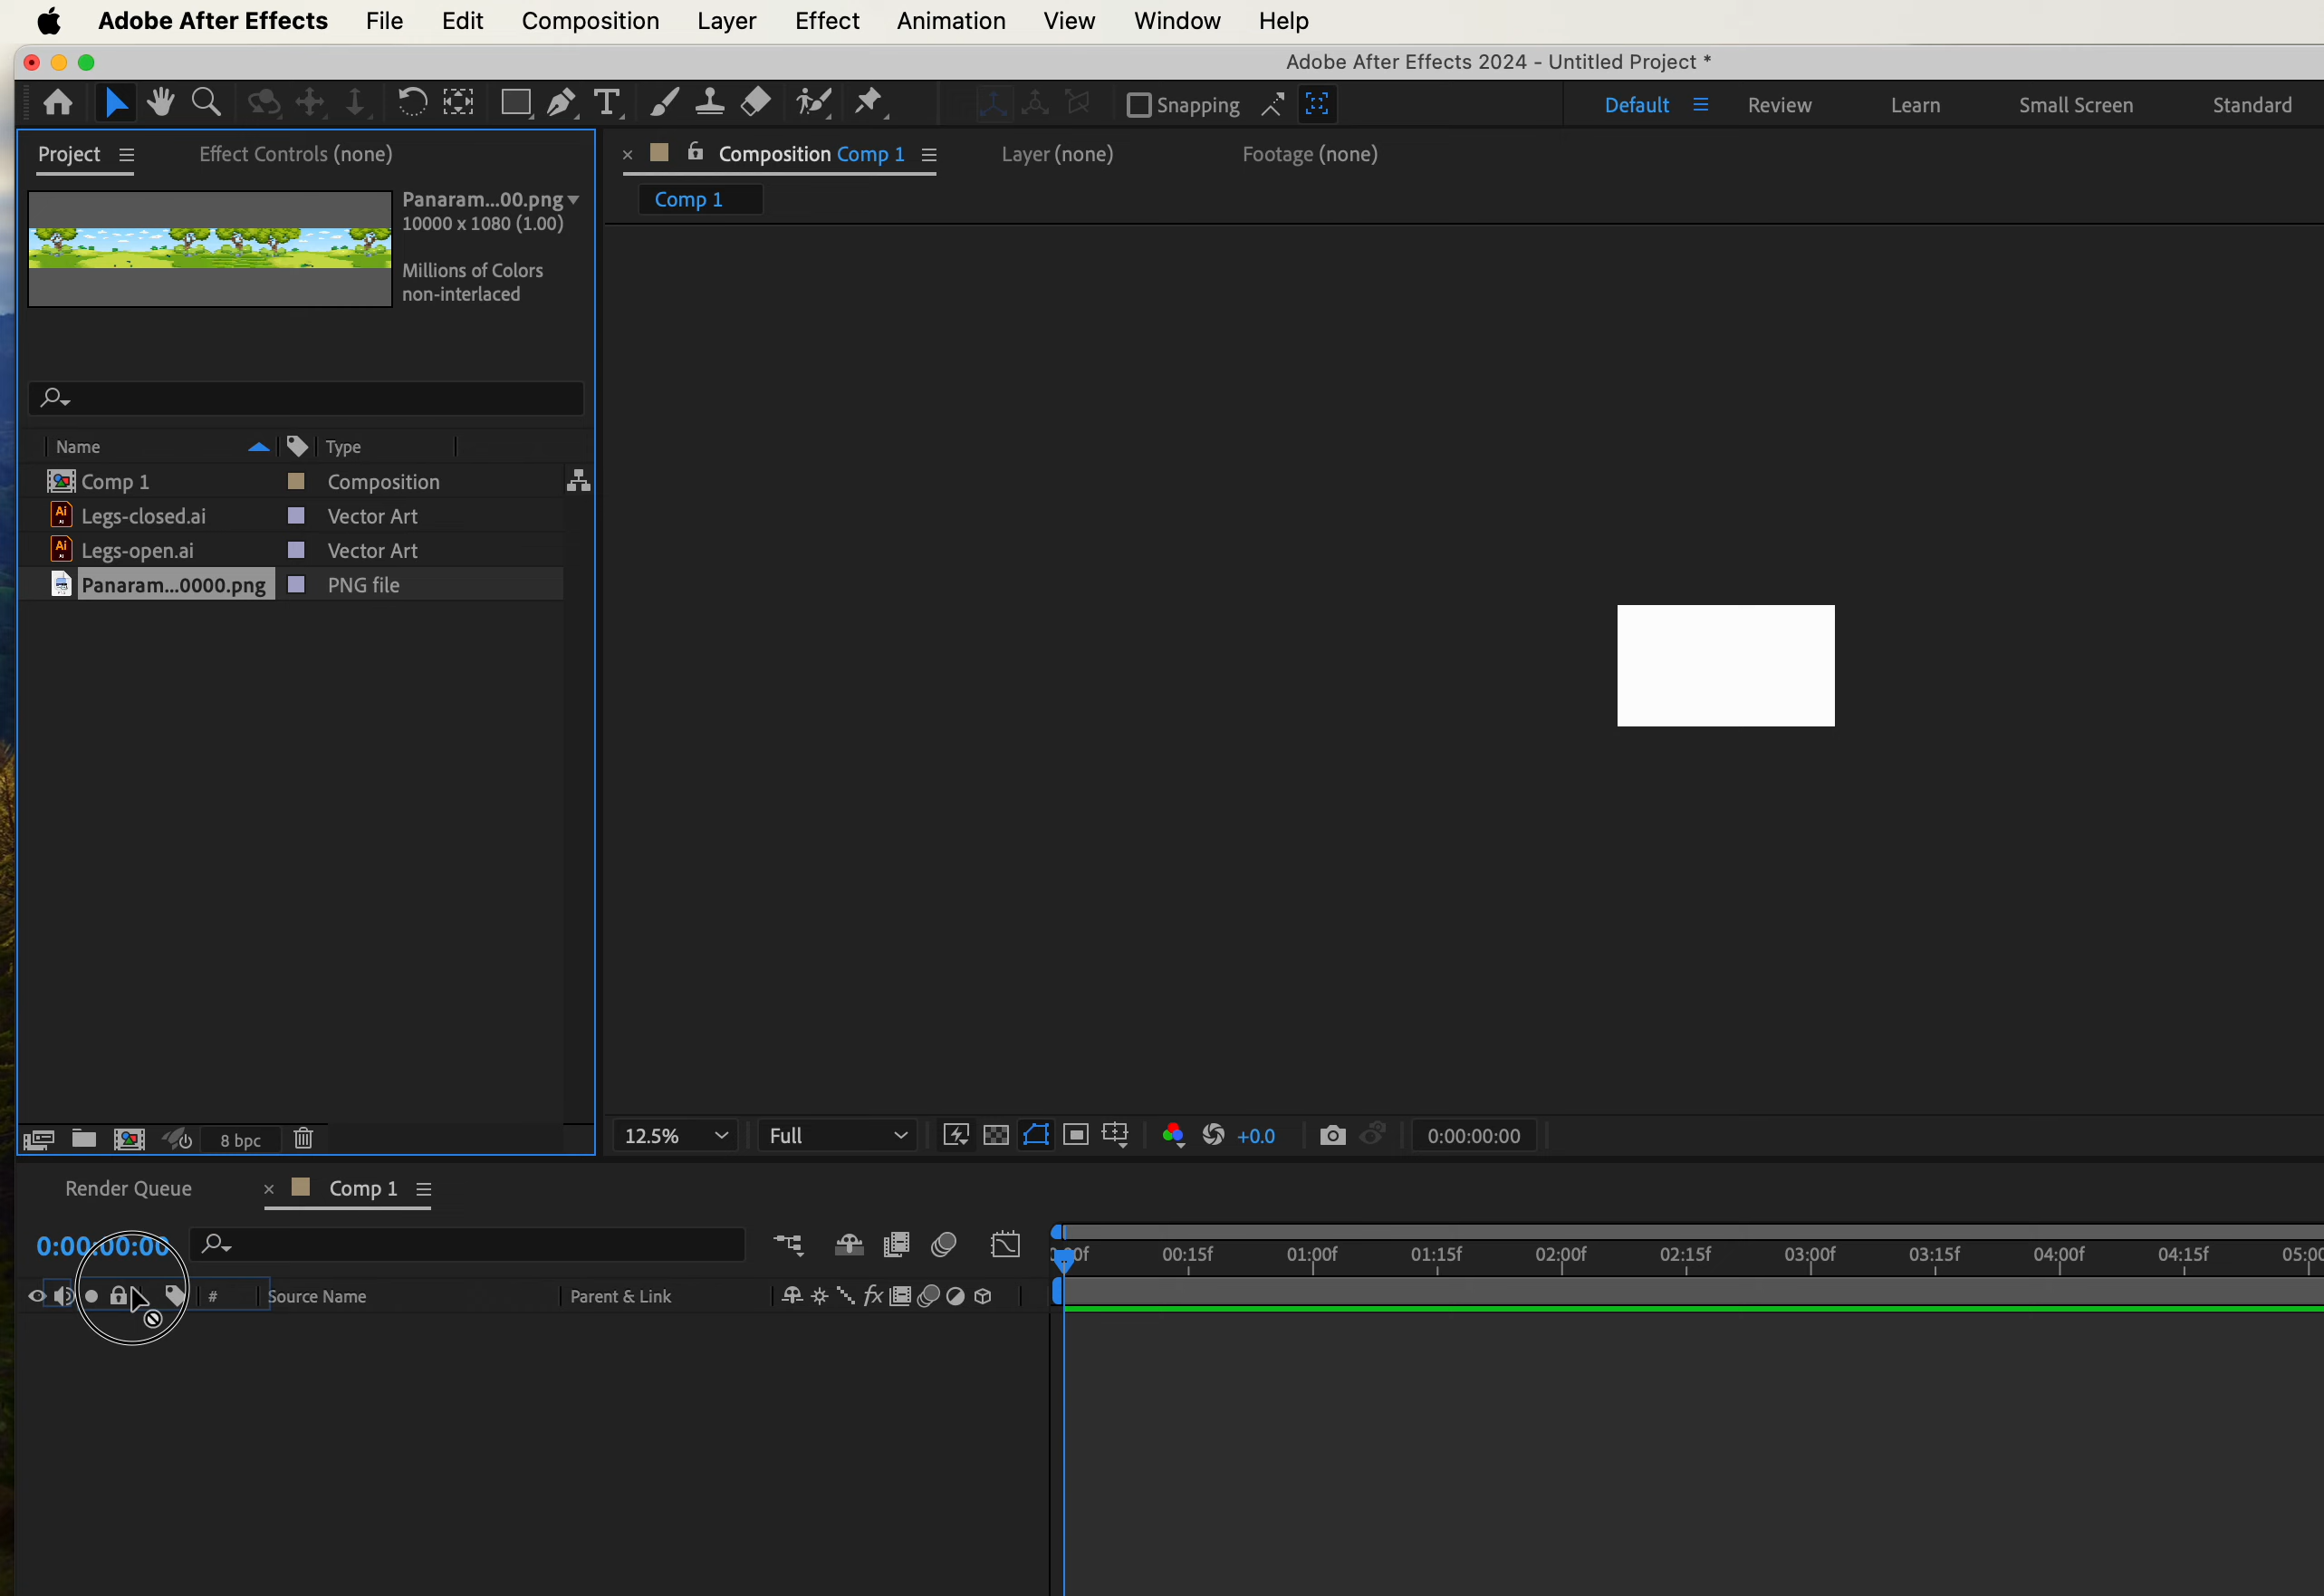 Adobe After Effects File Edit Composition Layer Effect Animation View Window Help
Adobe After Effects 2024 - Untitled Project *
Snapping Default Review Learn Small Screen Standard
Project Effect Controls (none) Composition Comp 1 Layer (none) Footage (none)
Comp 1
Panaram...00.png
10000 x 1080 (1.00)
Millions of Colors
non-interlaced
Name Type
Comp 1 Composition
Legs-closed.ai Vector Art
Legs-open.ai Vector Art
Panaram...0000.png PNG file
8 bpc 12.5% Full +0.0 0:00:00:00
Render Queue Comp 1
0:00:00:00
00:15f 01:00f 01:15f 02:00f 02:15f 03:00f 03:15f 04:00f 04:15f
# Source Name Parent & Link fx